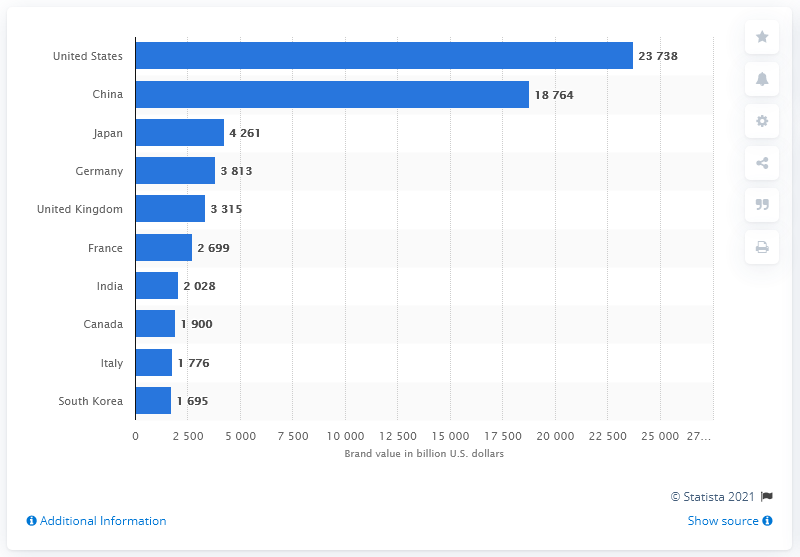 United States 23 738
China 18 764
Japan 4 261
Germany 3 813
United Kingdom 3 315
France 2 699
India 2 028
Canada 1 900
Italy 1 776
South Korea 1 695
0 2 500 5 000 7 500 10 000 12 500 15 000 17 500 20 000 22 500 25 000 27...
Brand value in billion U.S. dollars
© Statista 2021
Additional Information Show source